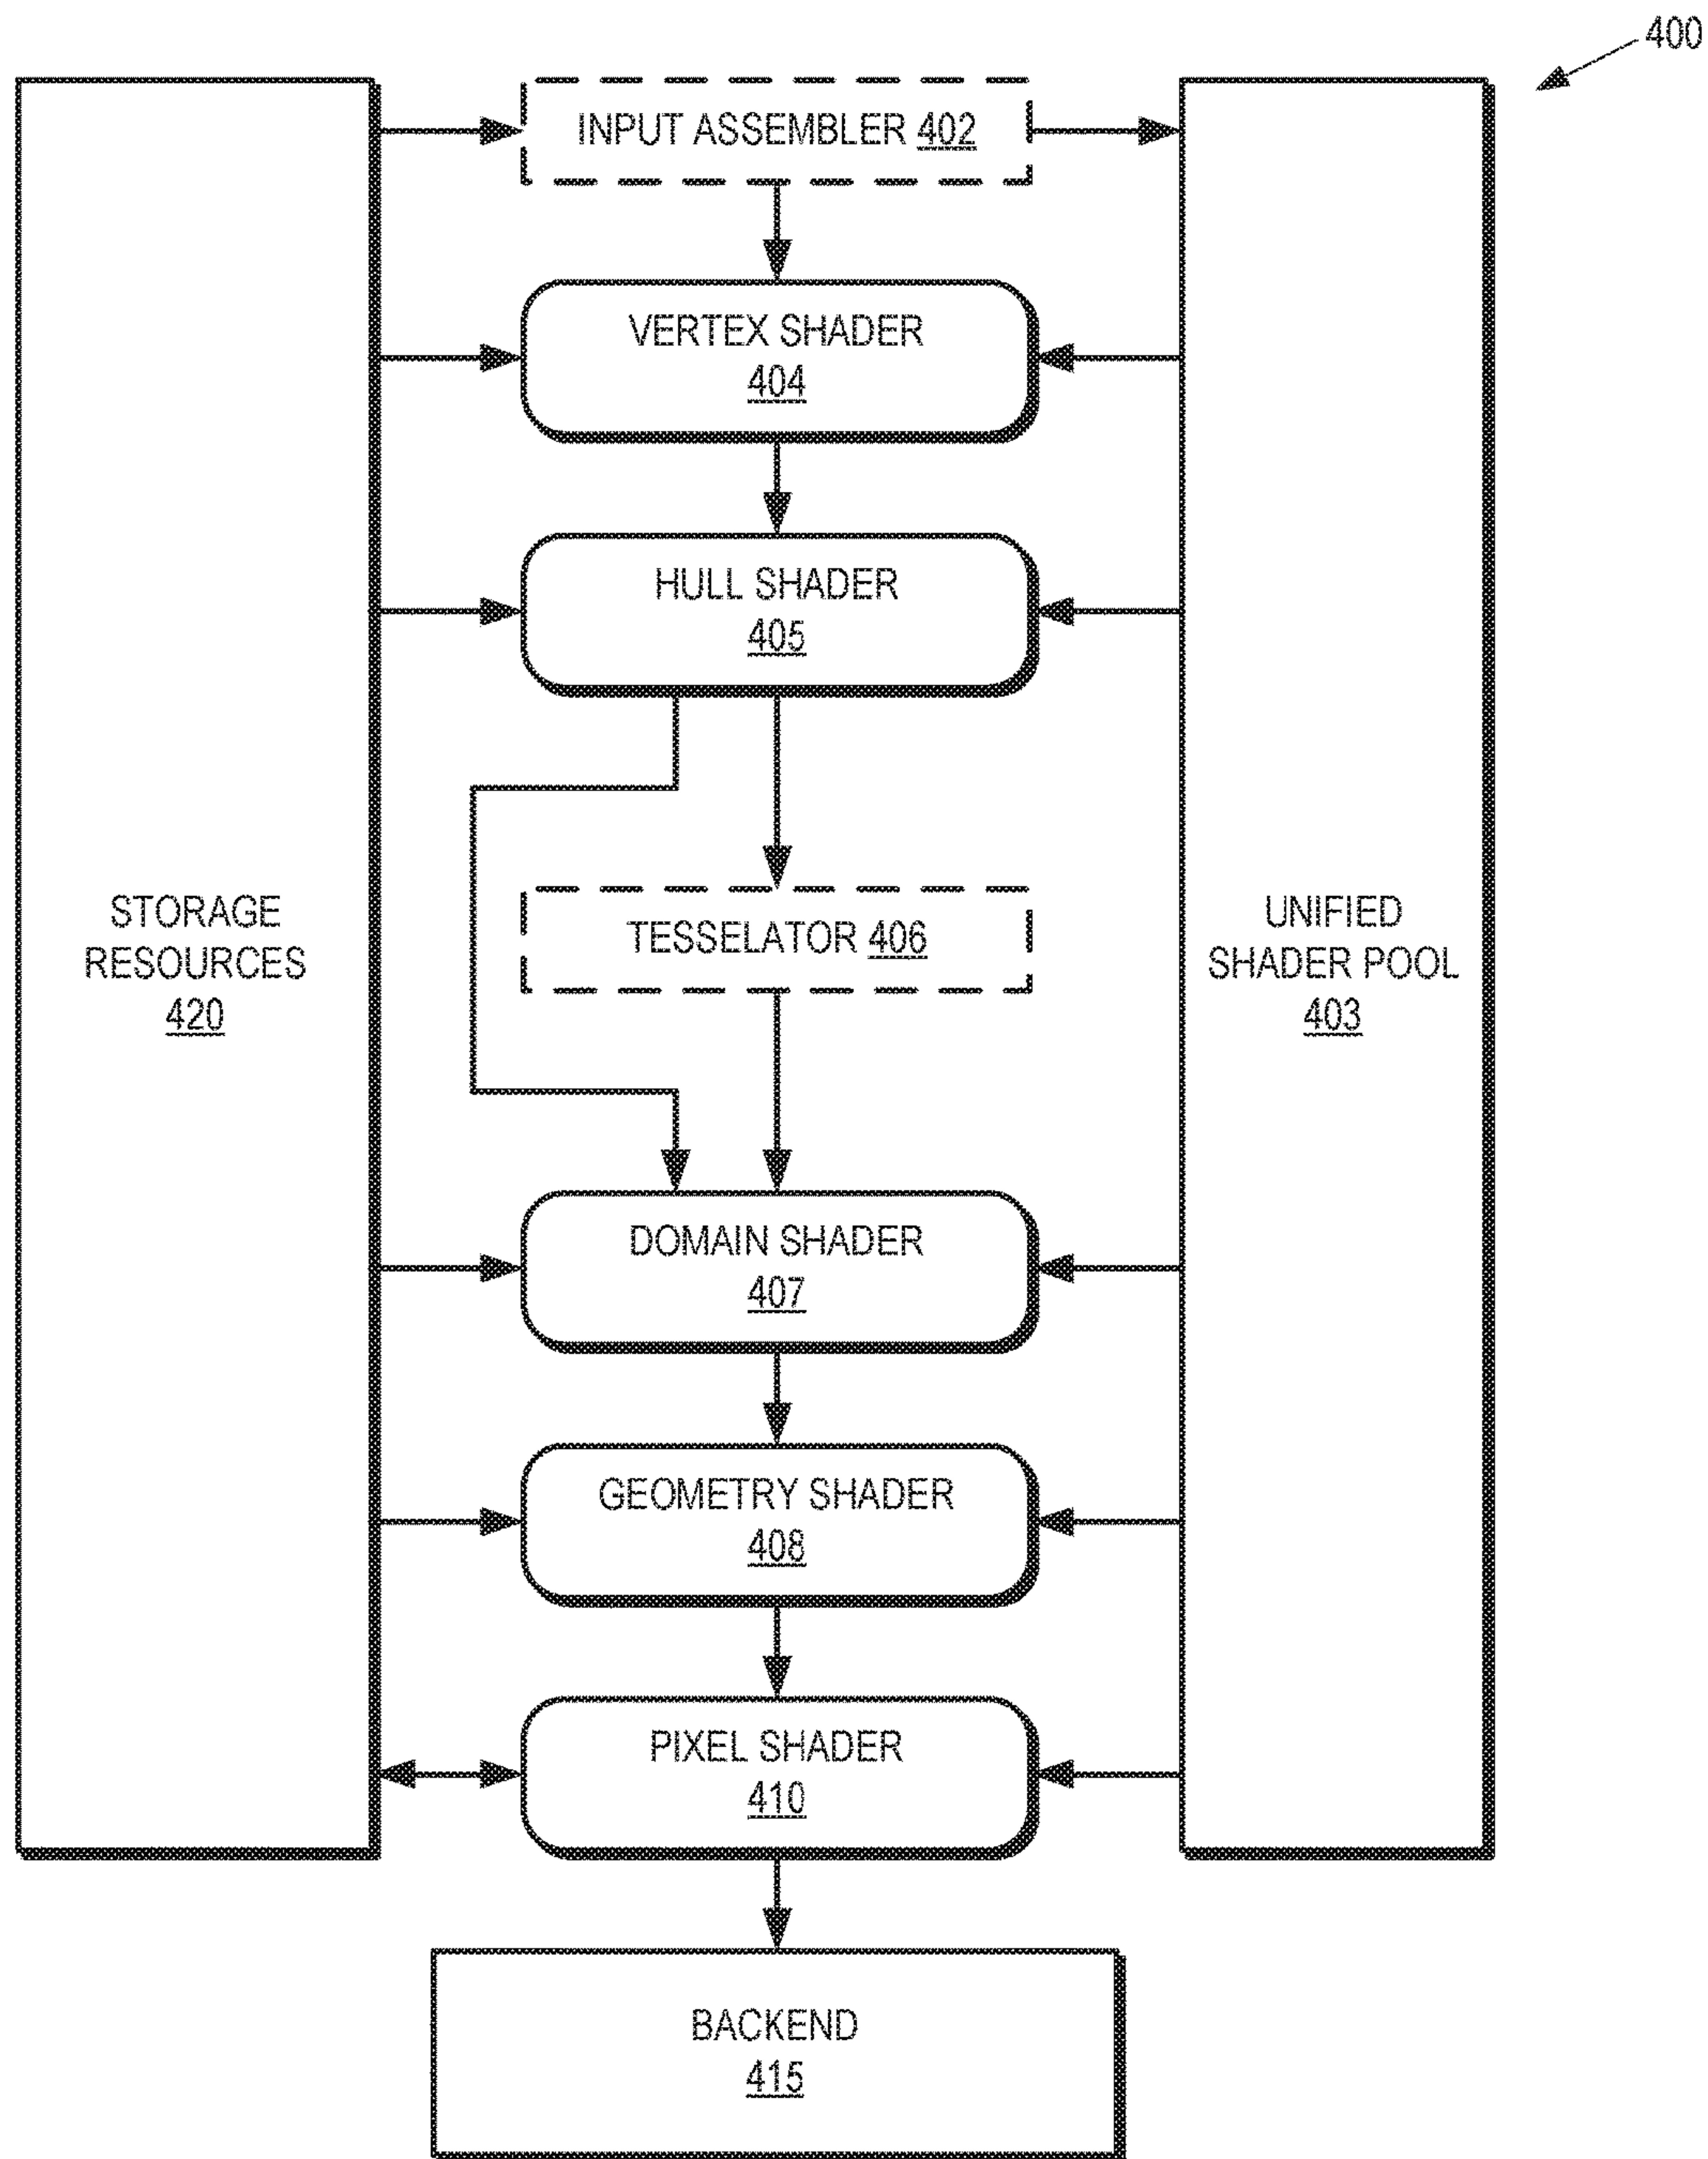 400
INPUT ASSEMBLER 402
VERTEX SHADER
404
HULL SHADER
405
STORAGE
RESOURCES
420
TESSELATOR 406
UNIFIED
SHADER POOL
403
DOMAIN SHADER
407
GEOMETRY SHADER
408
PIXEL SHADER
410
BACKEND
415